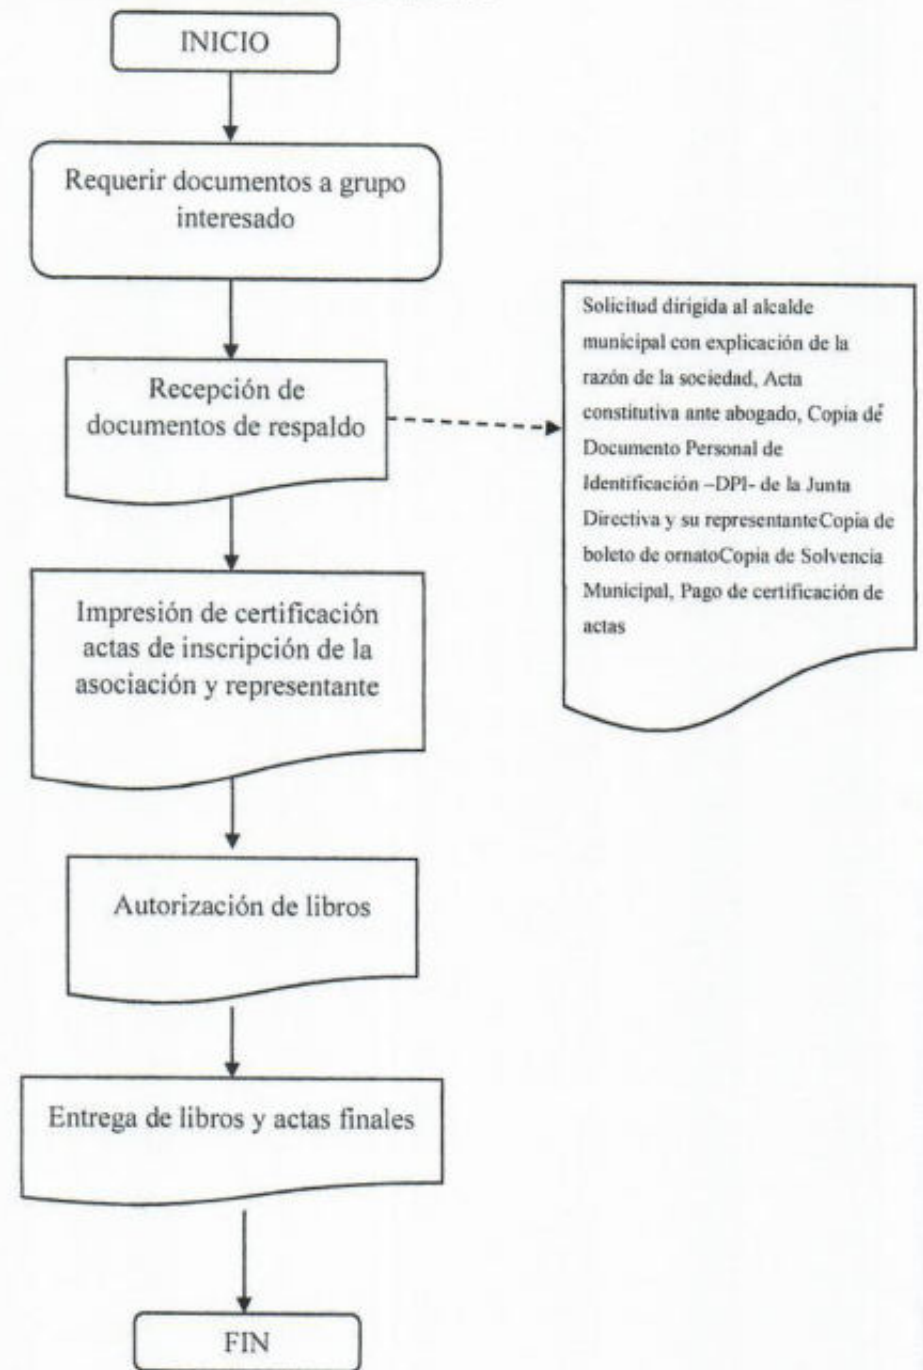 INICIO
Requerir documentos a grupo
interesado
Recepción de
documentos de respaldo
Solicitud dirigida al alcalde
municipal con explicación de la
razón de la sociedad, Acta
constitutiva ante abogado, Copia de
Documento Personal de
Identificación –DPI- de la Junta
Directiva y su representanteCopia de
boleto de ornatoCopia de Solvencia
Municipal, Pago de certificación de
actas
Impresión de certificación
actas de inscripción de la
asociación y representante
Autorización de libros
Entrega de libros y actas finales
FIN